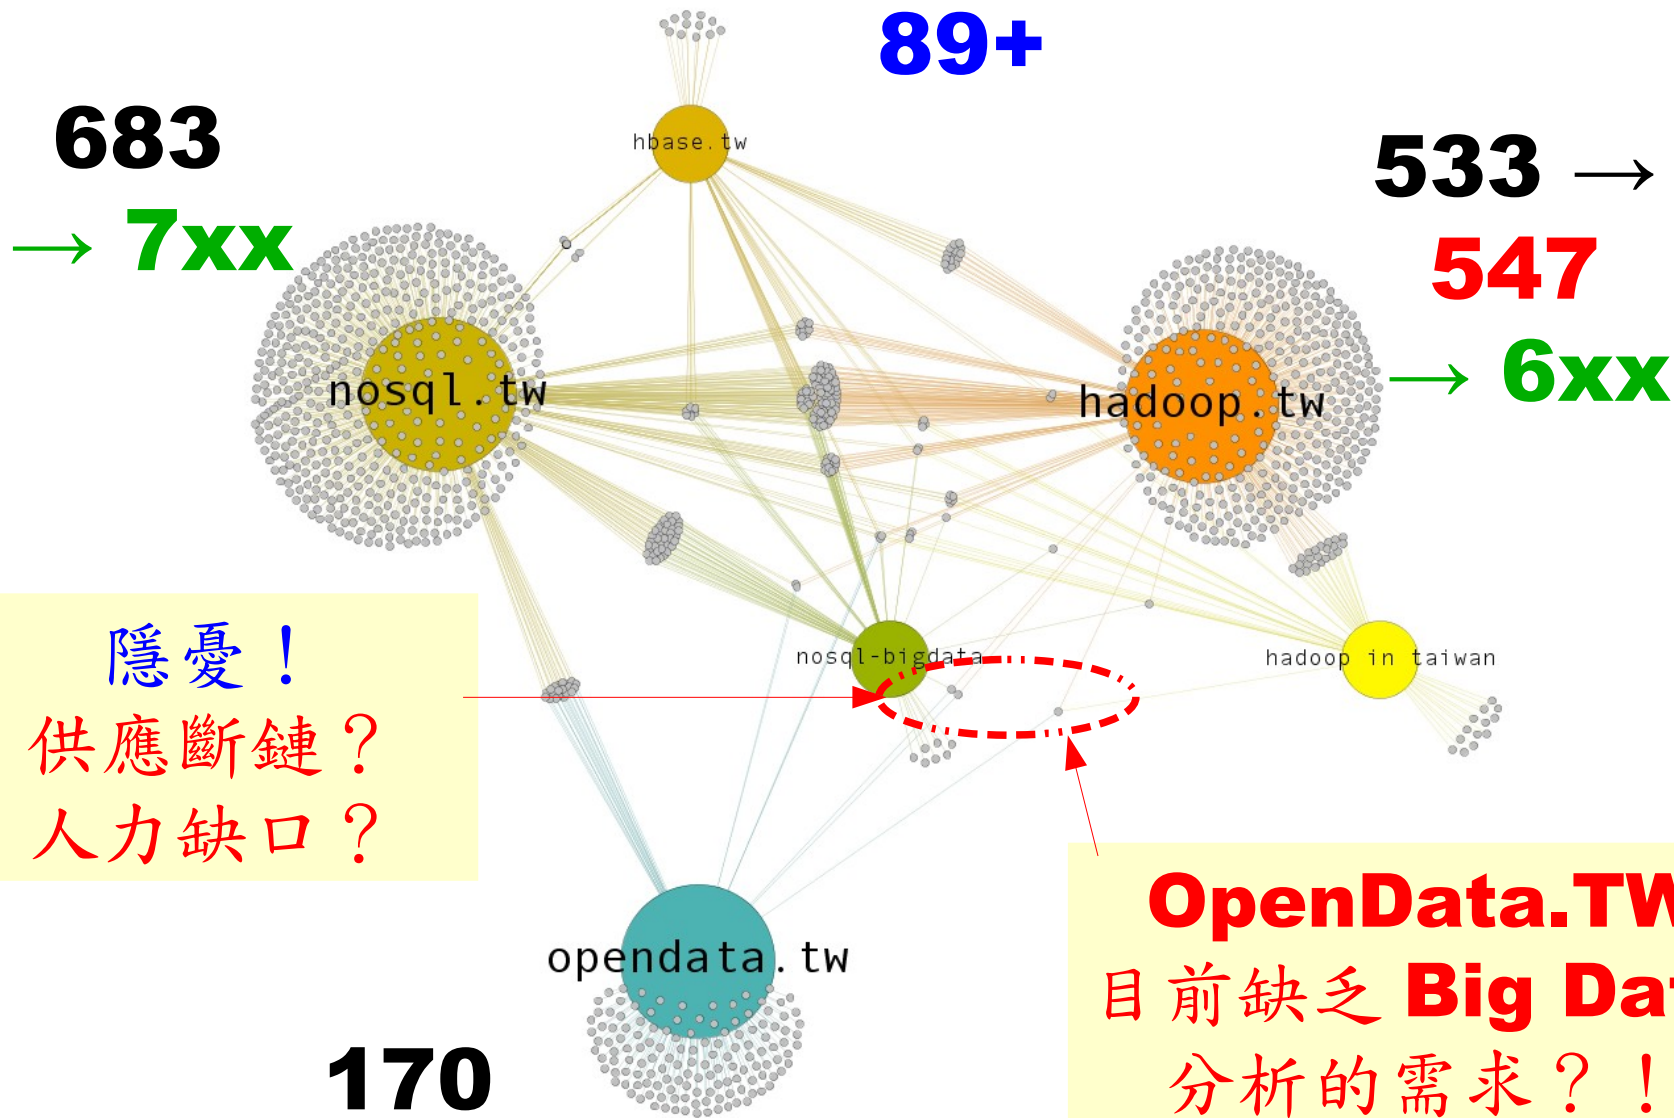 89+
683
→ 7xx
hbase.tw
533 →
547
→ 6xx
nosql.tw
hadoop.tw
隱憂！
供應斷鏈？
人力缺口？
nosql-bigdata
hadoop in taiwan
opendata.tw
OpenData.TW
目前缺乏 Big
分析的需求？！
170